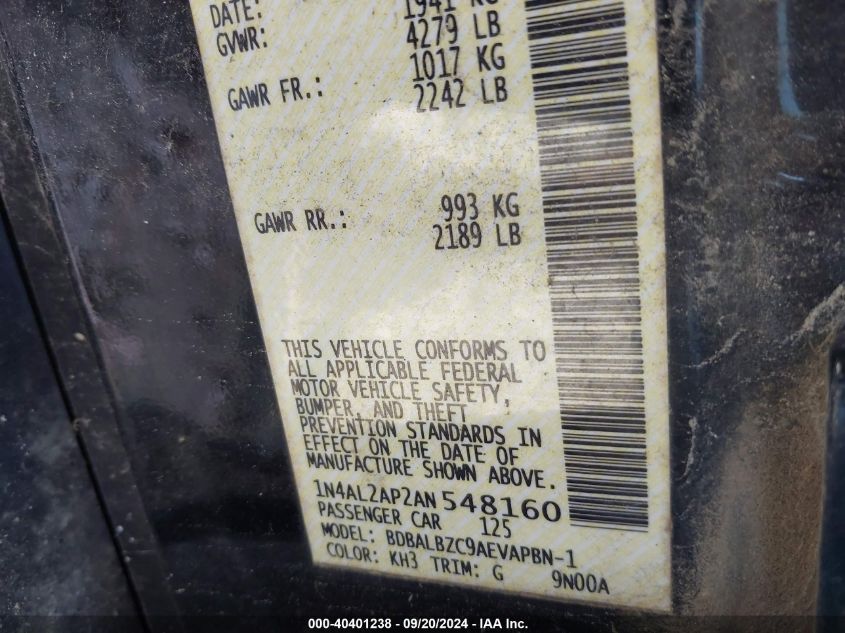 DATE: 1941 KG
GVWR: 4279 LB
1017 KG
GAWR FR.: 2242 LB
993 KG
GAWR RR.: 2189 LB
THIS VEHICLE CONFORMS TO
ALL APPLICABLE FEDERAL
MOTOR VEHICLE SAFETY,
BUMPER, AND THEFT
PREVENTION STANDARDS IN
EFFECT ON THE DATE OF
MANUFACTURE SHOWN ABOVE.
1N4AL2AP2AN548160
PASSENGER CAR 125
MODEL: BDBALBZC9AEVAPBN-1
COLOR: KH3 TRIM: G 9N00A
000-40401238 - 09/20/2024 - IAA Inc.